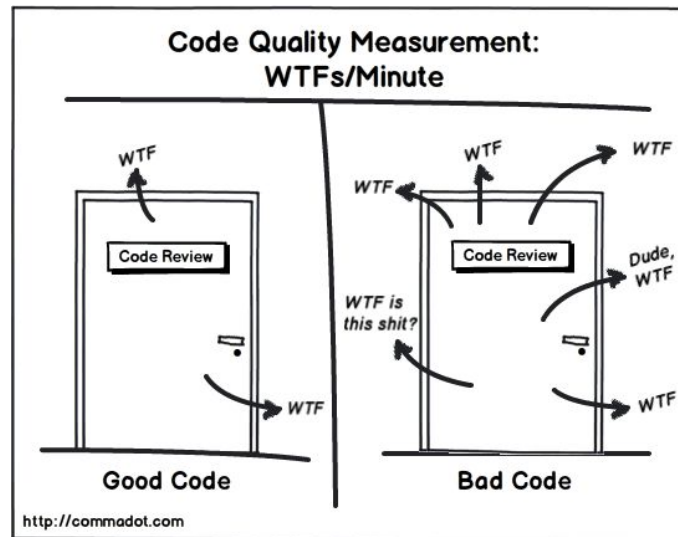 Code Quality Measurement:
WTFs/Minute
WTF
Code Review
WTF
Good Code
WTF
WTF
WTF
Code Review
Dude,
WTF
WTF is
this shit?
WTF
Bad Code
http://commadot.com